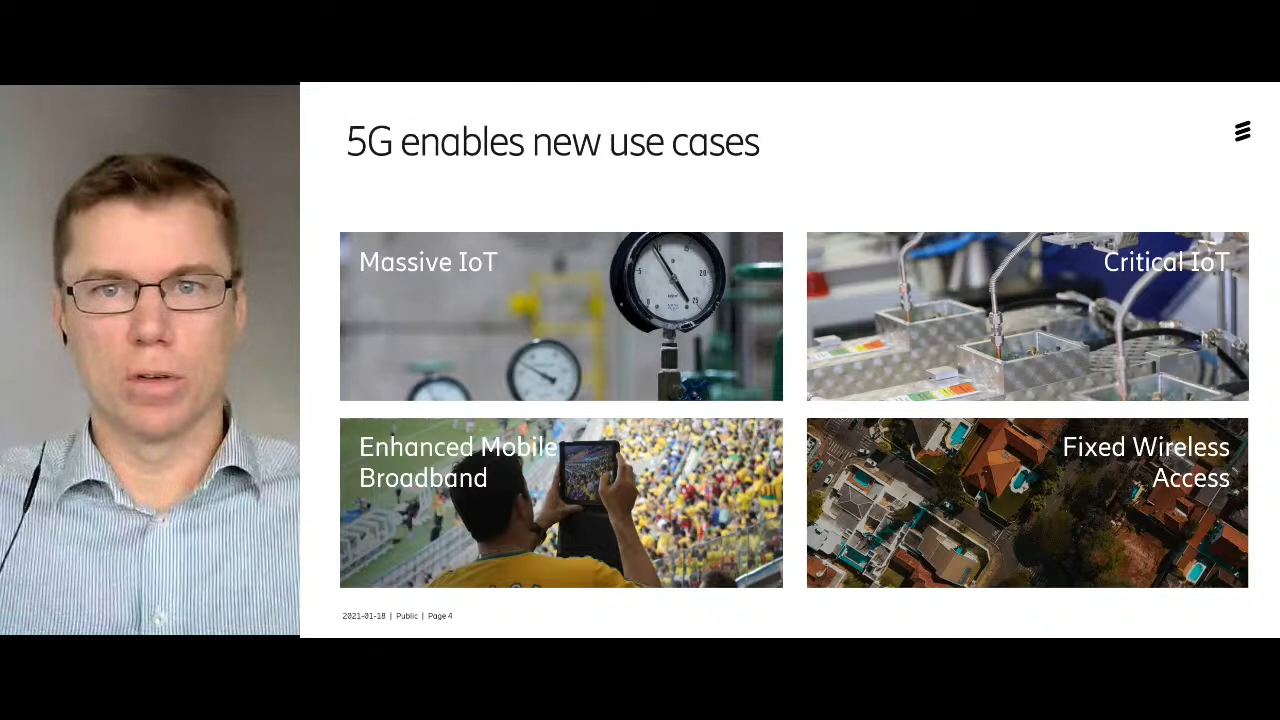 5G enables new use cases
Massive IoT
Critical IoT
Enhanced Mobile
Broadband
Fixed Wireless
Access
2021-01-18 | Public | Page 4